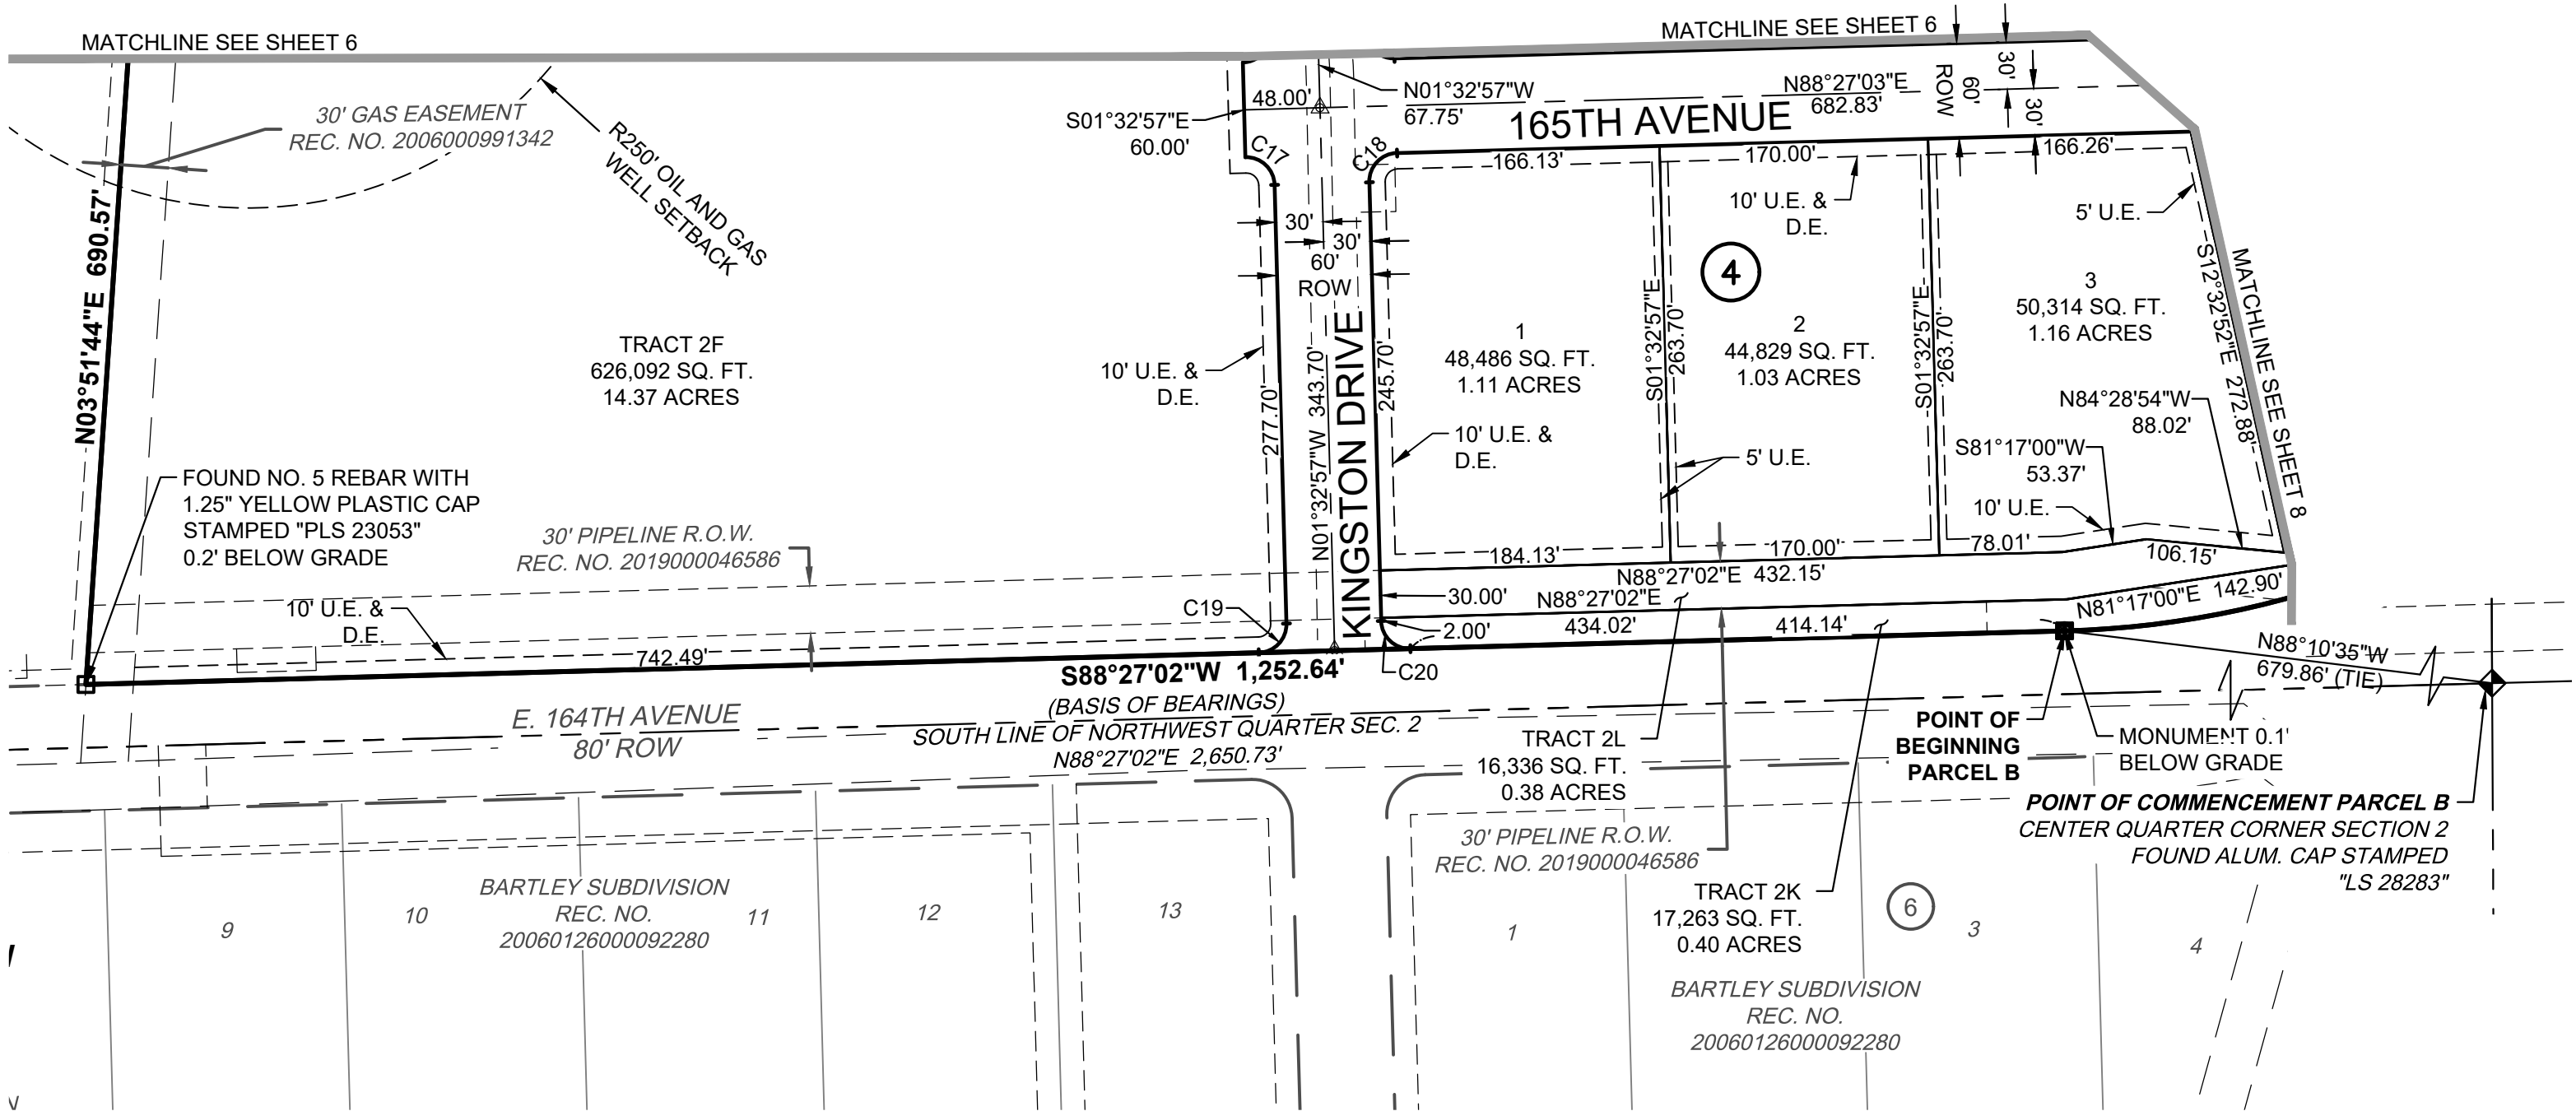 MATCHLINE SEE SHEET 6
MATCHLINE SEE SHEET 6
30' GAS EASEMENT
REC. NO. 2006000991342
R250' OIL AND GAS
WELL SETBACK
N03°51'44"E 690.57'
TRACT 2F
626,092 SQ. FT.
14.37 ACRES
FOUND NO. 5 REBAR WITH
1.25" YELLOW PLASTIC CAP
STAMPED "PLS 23053"
0.2' BELOW GRADE
30' PIPELINE R.O.W.
REC. NO. 2019000046586
10' U.E. &
D.E.
742.49'
S01°32'57"E
60.00'
48.00'
N01°32'57"W
67.75'
C17
C18
165TH AVENUE
N88°27'03"E
682.83'
60'
ROW
30'
30'
30'
30'
60'
ROW
10' U.E. &
D.E.
277.70'
N01°32'57"W 343.70'
KINGSTON DRIVE
245.70'
166.13'
170.00'
166.26'
10' U.E. &
D.E.
5' U.E.
4
1
48,486 SQ. FT.
1.11 ACRES
S01°32'57"E
263.70'
2
44,829 SQ. FT.
1.03 ACRES
S01°32'57"E
263.70'
3
50,314 SQ. FT.
1.16 ACRES
S12°32'52"E 272.88'
MATCHLINE SEE SHEET 8
N84°28'54"W
88.02'
S81°17'00"W
53.37'
10' U.E.
10' U.E. &
D.E.
5' U.E.
184.13'
170.00'
78.01'
106.15'
N88°27'02"E 432.15'
30.00'
N88°27'02"E
N81°17'00"E 142.90'
C19
2.00'
434.02'
414.14'
C20
S88°27'02"W 1,252.64'
(BASIS OF BEARINGS)
SOUTH LINE OF NORTHWEST QUARTER SEC. 2
N88°27'02"E 2,650.73'
E. 164TH AVENUE
80' ROW
N88°10'35"W
679.86' (TIE)
POINT OF
BEGINNING
PARCEL B
MONUMENT 0.1'
BELOW GRADE
TRACT 2L
16,336 SQ. FT.
0.38 ACRES
POINT OF COMMENCEMENT PARCEL B
CENTER QUARTER CORNER SECTION 2
FOUND ALUM. CAP STAMPED
"LS 28283"
30' PIPELINE R.O.W.
REC. NO. 2019000046586
TRACT 2K
17,263 SQ. FT.
0.40 ACRES
BARTLEY SUBDIVISION
REC. NO.
20060126000092280
9
10
11
12
13
1
6
3
4
BARTLEY SUBDIVISION
REC. NO.
20060126000092280